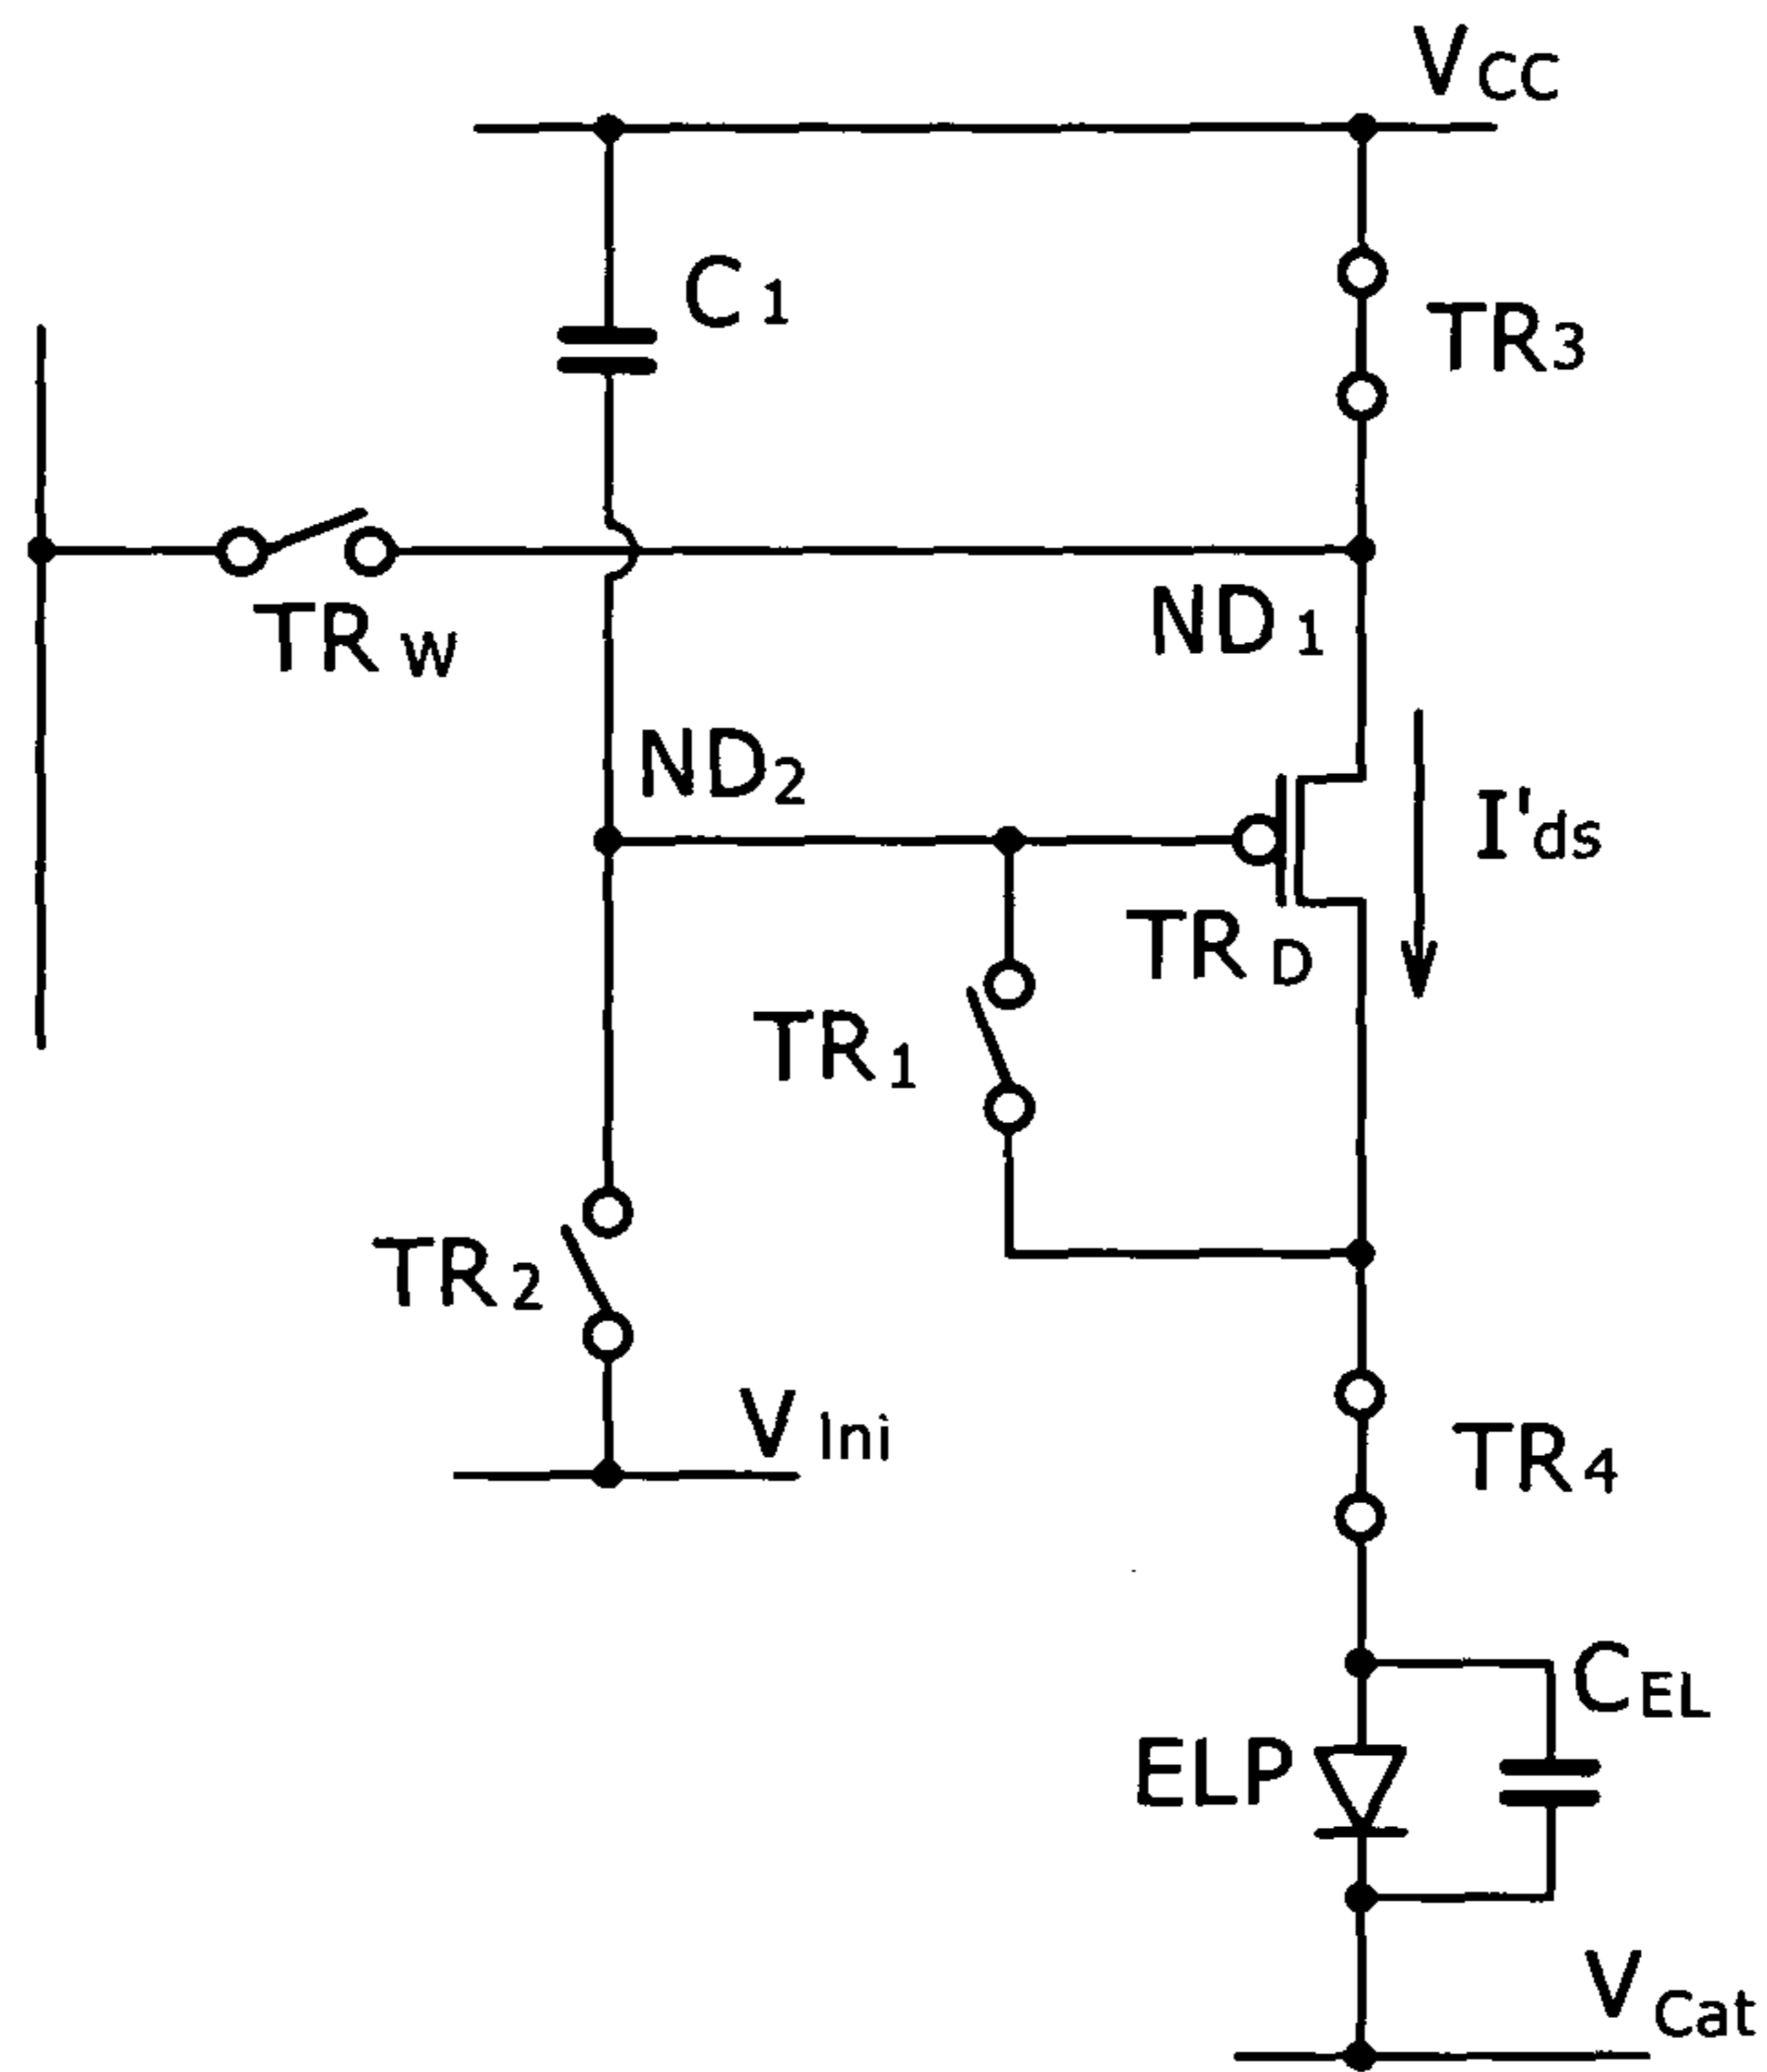 VCC
C1
TR3
TRW
ND1
ND2
I'ds
TRD
TR1
TR2
VIni
TR4
CEL
ELP
VCat